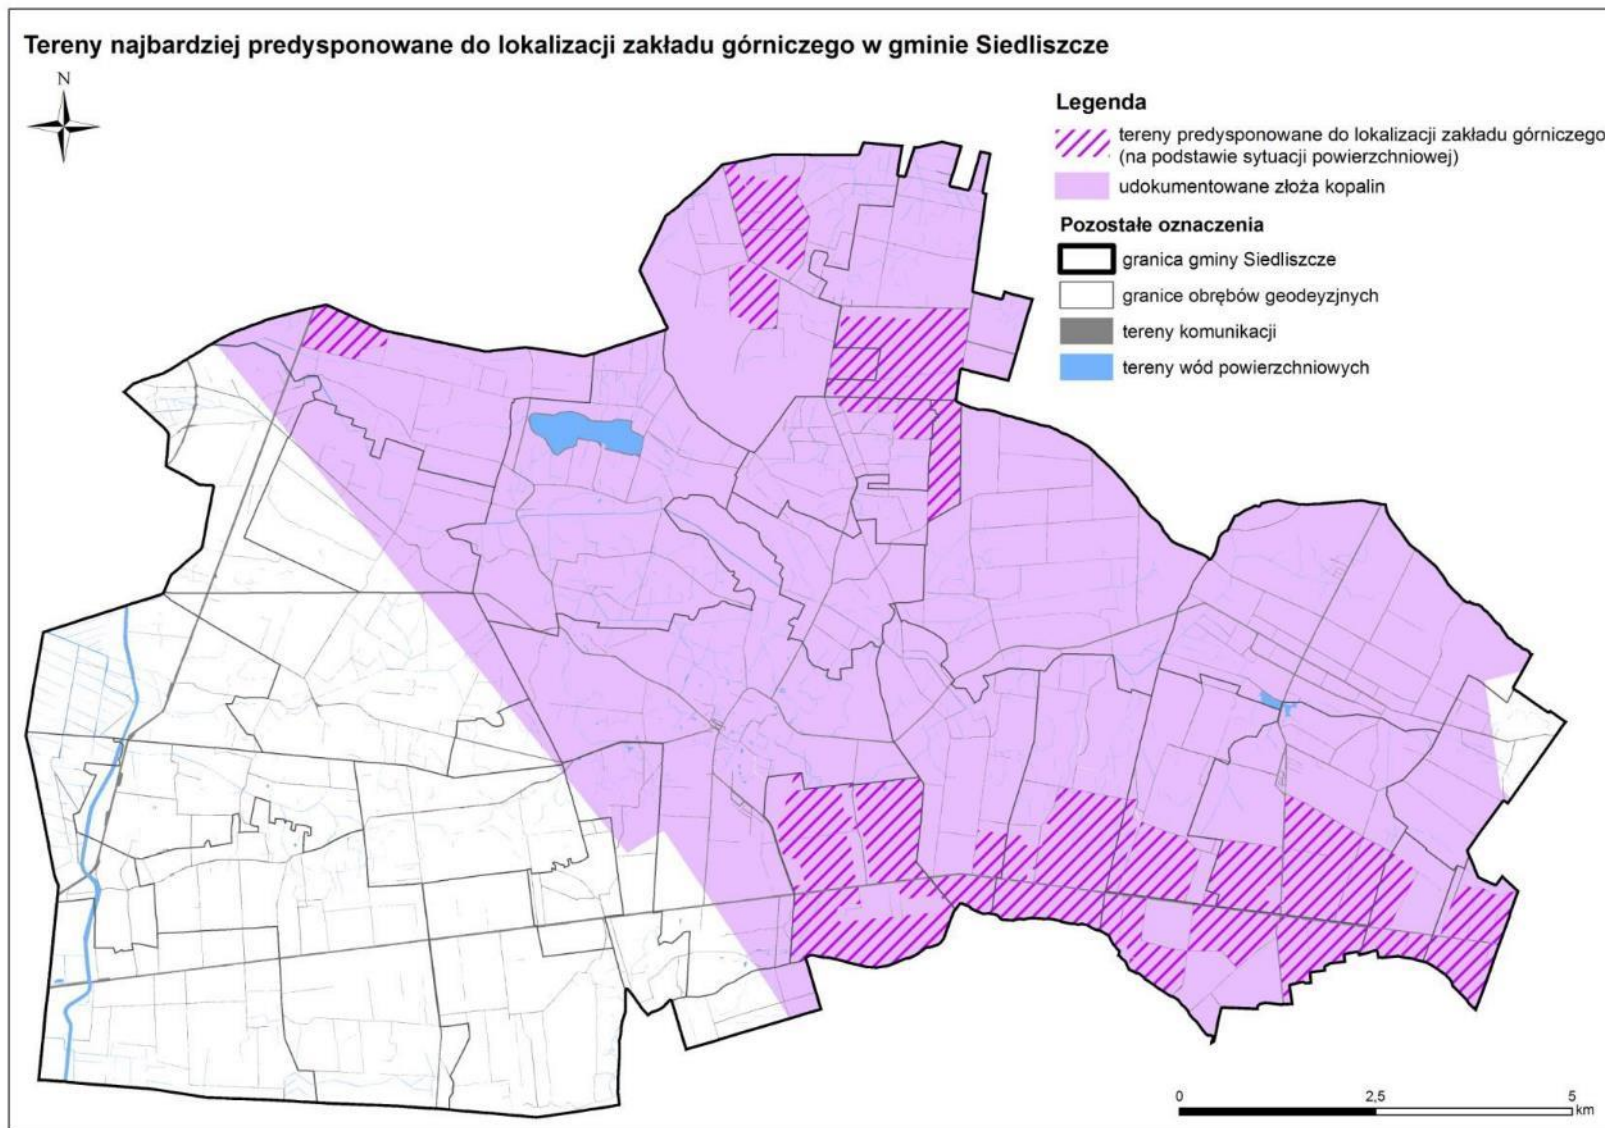 Tereny najbardziej predysponowane do lokalizacji zakładu górniczego w gminie Siedliszcze
N
Legenda
tereny predysponowane do lokalizacji zakładu górniczego
(na podstawie sytuacji powierzchniowej)
udokumentowane złoża kopalin
Pozostałe oznaczenia
granica gminy Siedliszcze
granice obrębów geodeyzjnych
tereny komunikacji
tereny wód powierzchniowych
0 2,5 5
km